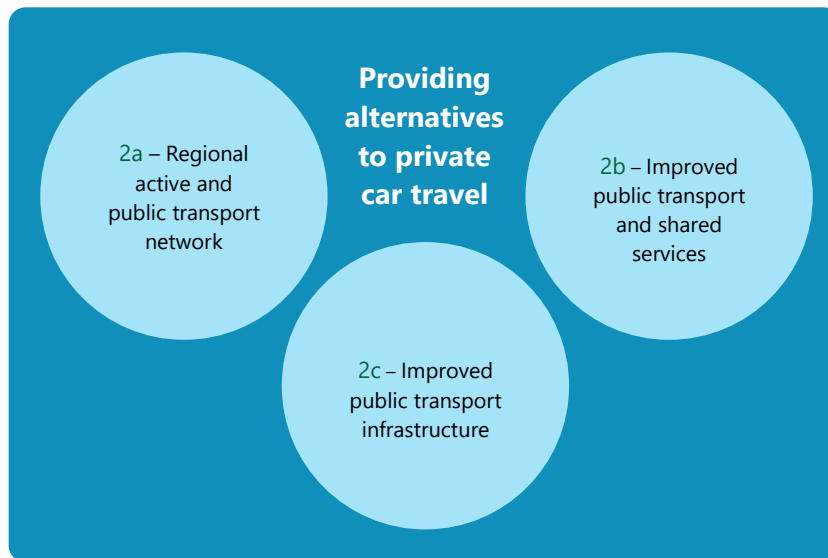 Providing
alternatives
to private
car travel
2a – Regional
active and
public transport
network
2b – Improved
public transport
and shared
services
2c – Improved
public transport
infrastructure